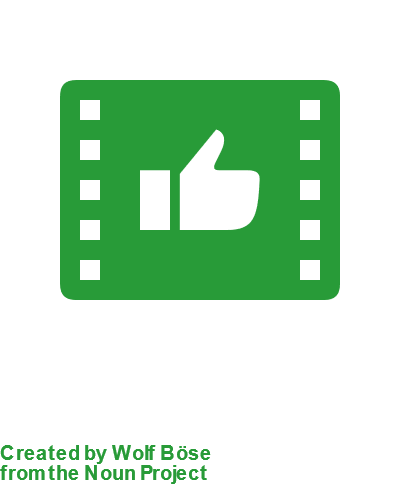 Created by Wolf Böse
from the Noun Project